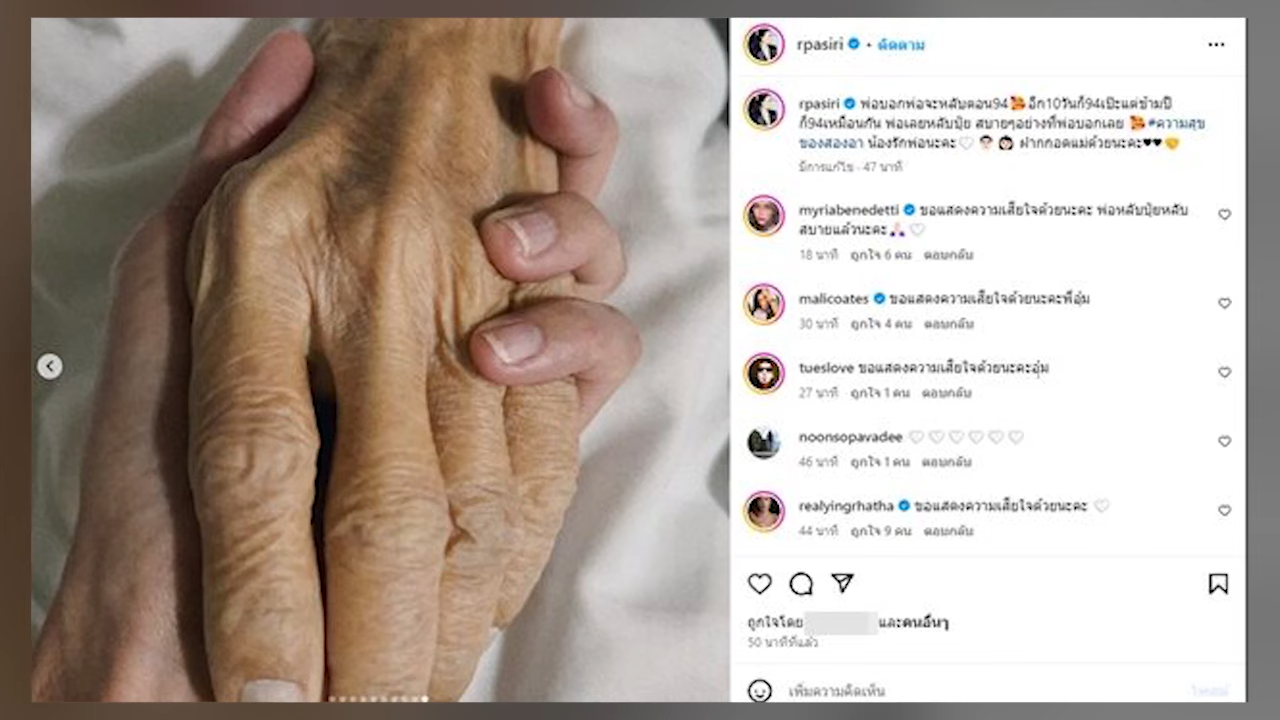 rpasiri • ติดตาม
rpasiri พ่อบอกพ่อจะหลับตอน94🥰อีก10วันก็94เป๊ะแต่ข้ามปี
ก็94เหมือนกัน พ่อเลยหลับปุ๋ย สบายๆอย่างที่พ่อบอกเลย 🥰 #ความสุข
ของสองอา น้องรักพ่อนะคะ🤍 👨🏻 👧🏻 ฝากกอดแม่ด้วยนะคะ♥♥
มีการแก้ไข · 47 นาที
myriabenedetti ขอแสดงความเสียใจด้วยนะคะ พ่อหลับปุ๋ยหลับ
สบายแล้วนะคะ🙏🏻 🤍
18 นาที ถูกใจ 6 คน ตอบกลับ
malicoates ขอแสดงความเสียใจด้วยนะคะพี่อุ๋ม
30 นาที ถูกใจ 4 คน ตอบกลับ
tueslove ขอแสดงความเสียใจด้วยนะคะอุ๋ม
27 นาที ถูกใจ 1 คน ตอบกลับ
noonsopavadee 🤍🤍🤍🤍🤍🤍
46 นาที ถูกใจ 1 คน ตอบกลับ
realyingrhatha ขอแสดงความเสียใจด้วยนะคะ 🤍
44 นาที ถูกใจ 9 คน ตอบกลับ
ถูกใจโดย และคนอื่นๆ
50 นาทีที่แล้ว
เพิ่มความคิดเห็น